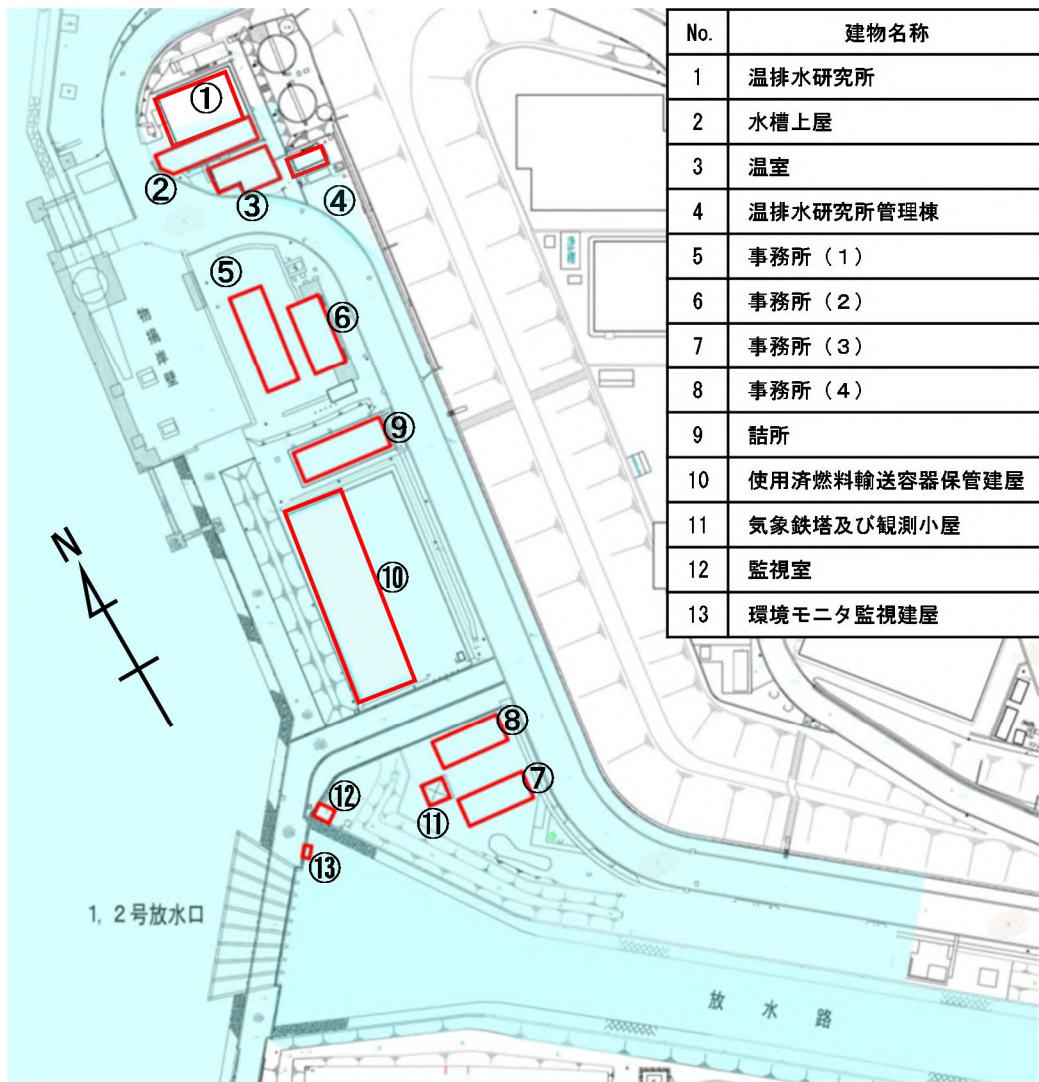 No. 建物名称
1 温排水研究所
2 水槽上屋
3 温室
4 温排水研究所管理棟
5 事務所（１）
6 事務所（２）
7 事務所（３）
8 事務所（４）
9 詰所
10 使用済燃料輸送容器保管建屋
11 気象鉄塔及び観測小屋
12 監視室
13 環境モニタ監視建屋
①
②
③
④
⑤
⑥
物揚岸壁
⑨
N
⑩
⑧
⑦
⑫
⑪
⑬
1, 2号放水口
放水路